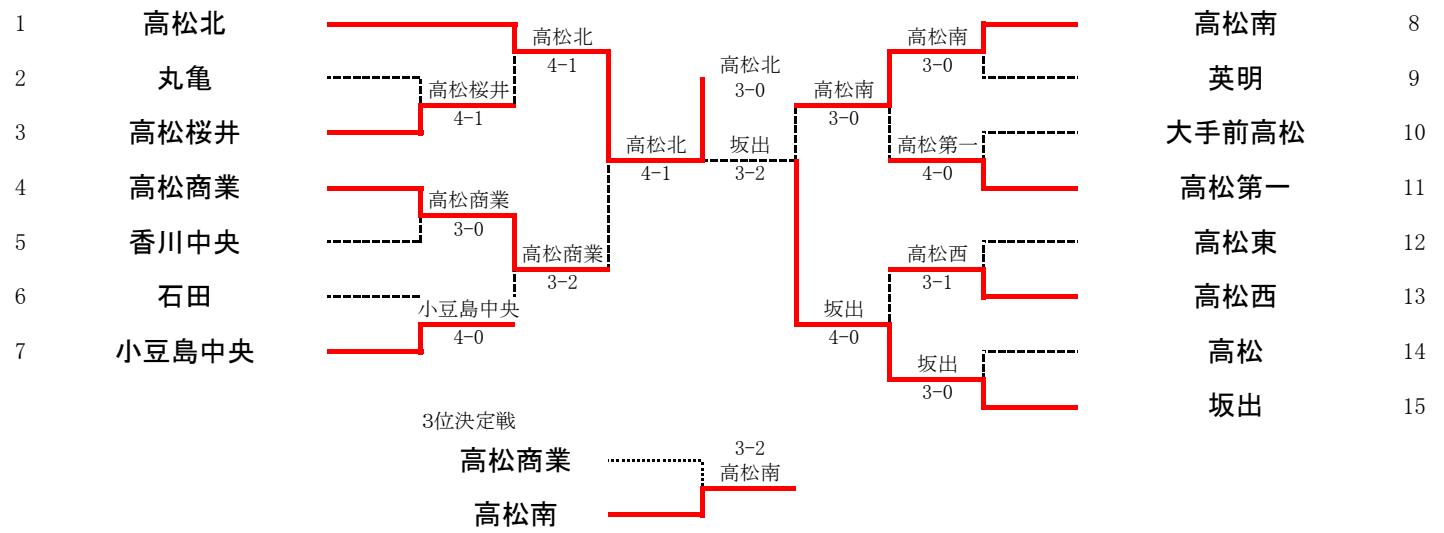 1 高松北
2 丸亀
3 高松桜井
4 高松商業
5 香川中央
6 石田
7 小豆島中央
高松桜井
4-1
高松商業
3-0
小豆島中央
4-0
高松北
4-1
高松商業
3-2
高松北
4-1
高松北
3-0
坂出
3-2
高松南
3-0
坂出
4-0
高松南
3-0
高松第一
4-0
高松西
3-1
坂出
3-0
高松南 8
英明 9
大手前高松 10
高松第一 11
高松東 12
高松西 13
高松 14
坂出 15
3位決定戦
高松商業
高松南
3-2
高松南